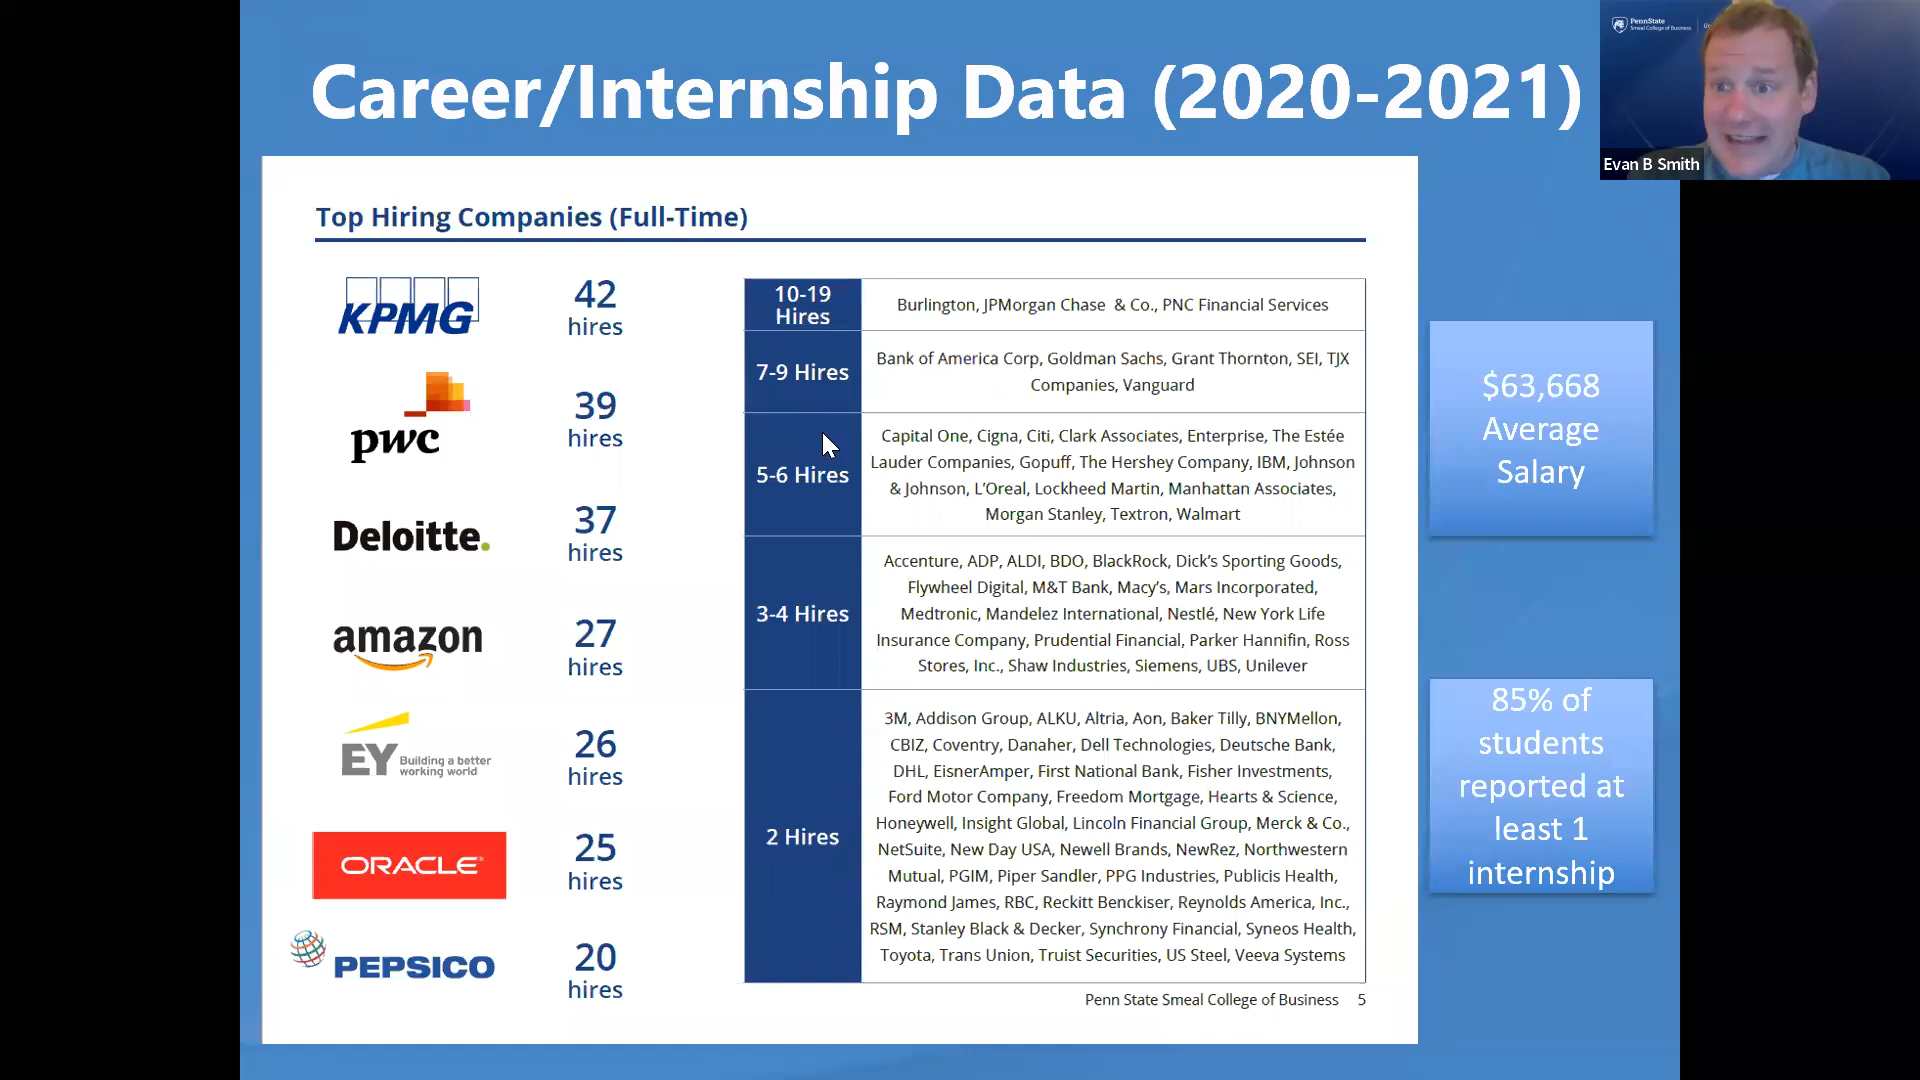 Career/Internship Data (2020-2021)
PennState
Smeal College of Business
Evan B Smith
Top Hiring Companies (Full-Time)
KPMG
42
hires
pwc
39
hires
Deloitte.
37
hires
amazon
27
hires
EY Building a better
working world
26
hires
ORACLE
25
hires
PEPSICO
20
hires
10-19
Hires
Burlington, JPMorgan Chase & Co., PNC Financial Services
7-9 Hires
Bank of America Corp, Goldman Sachs, Grant Thornton, SEI, TJX
Companies, Vanguard
5-6 Hires
Capital One, Cigna, Citi, Clark Associates, Enterprise, The Estée
Lauder Companies, Gopuff, The Hershey Company, IBM, Johnson
& Johnson, L'Oreal, Lockheed Martin, Manhattan Associates,
Morgan Stanley, Textron, Walmart
3-4 Hires
Accenture, ADP, ALDI, BDO, BlackRock, Dick's Sporting Goods,
Flywheel Digital, M&T Bank, Macy's, Mars Incorporated,
Medtronic, Mandelez International, Nestlé, New York Life
Insurance Company, Prudential Financial, Parker Hannifin, Ross
Stores, Inc., Shaw Industries, Siemens, UBS, Unilever
2 Hires
3M, Addison Group, ALKU, Altria, Aon, Baker Tilly, BNYMellon,
CBIZ, Coventry, Danaher, Dell Technologies, Deutsche Bank,
DHL, EisnerAmper, First National Bank, Fisher Investments,
Ford Motor Company, Freedom Mortgage, Hearts & Science,
Honeywell, Insight Global, Lincoln Financial Group, Merck & Co.,
NetSuite, New Day USA, Newell Brands, NewRez, Northwestern
Mutual, PGIM, Piper Sandler, PPG Industries, Publicis Health,
Raymond James, RBC, Reckitt Benckiser, Reynolds America, Inc.,
RSM, Stanley Black & Decker, Synchrony Financial, Syneos Health,
Toyota, Trans Union, Truist Securities, US Steel, Veeva Systems
Penn State Smeal College of Business 5
$63,668
Average
Salary
85% of
students
reported at
least 1
internship